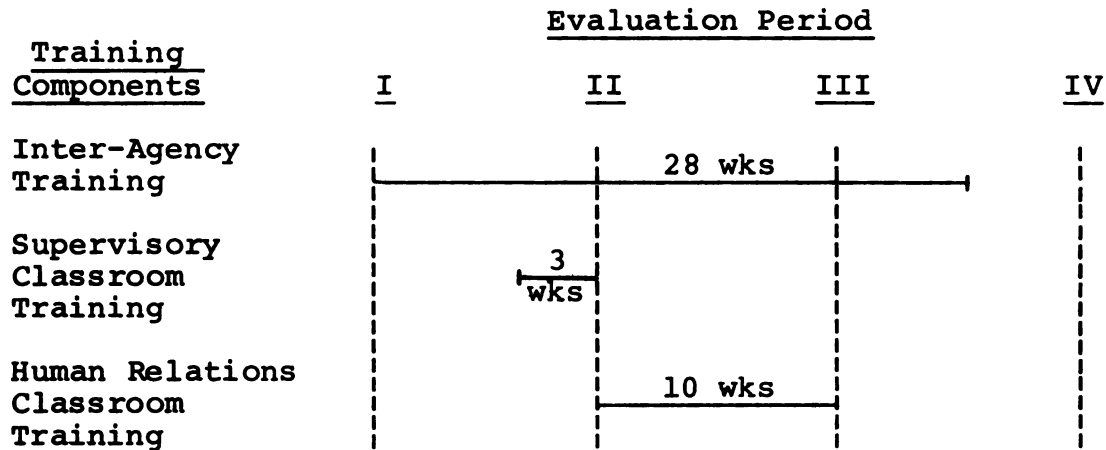 Evaluation Period
Training
Components I II III IV
Inter-Agency
Training 28 wks
Supervisory
Classroom 3
Training wks
Human Relations
Classroom 10 wks
Training